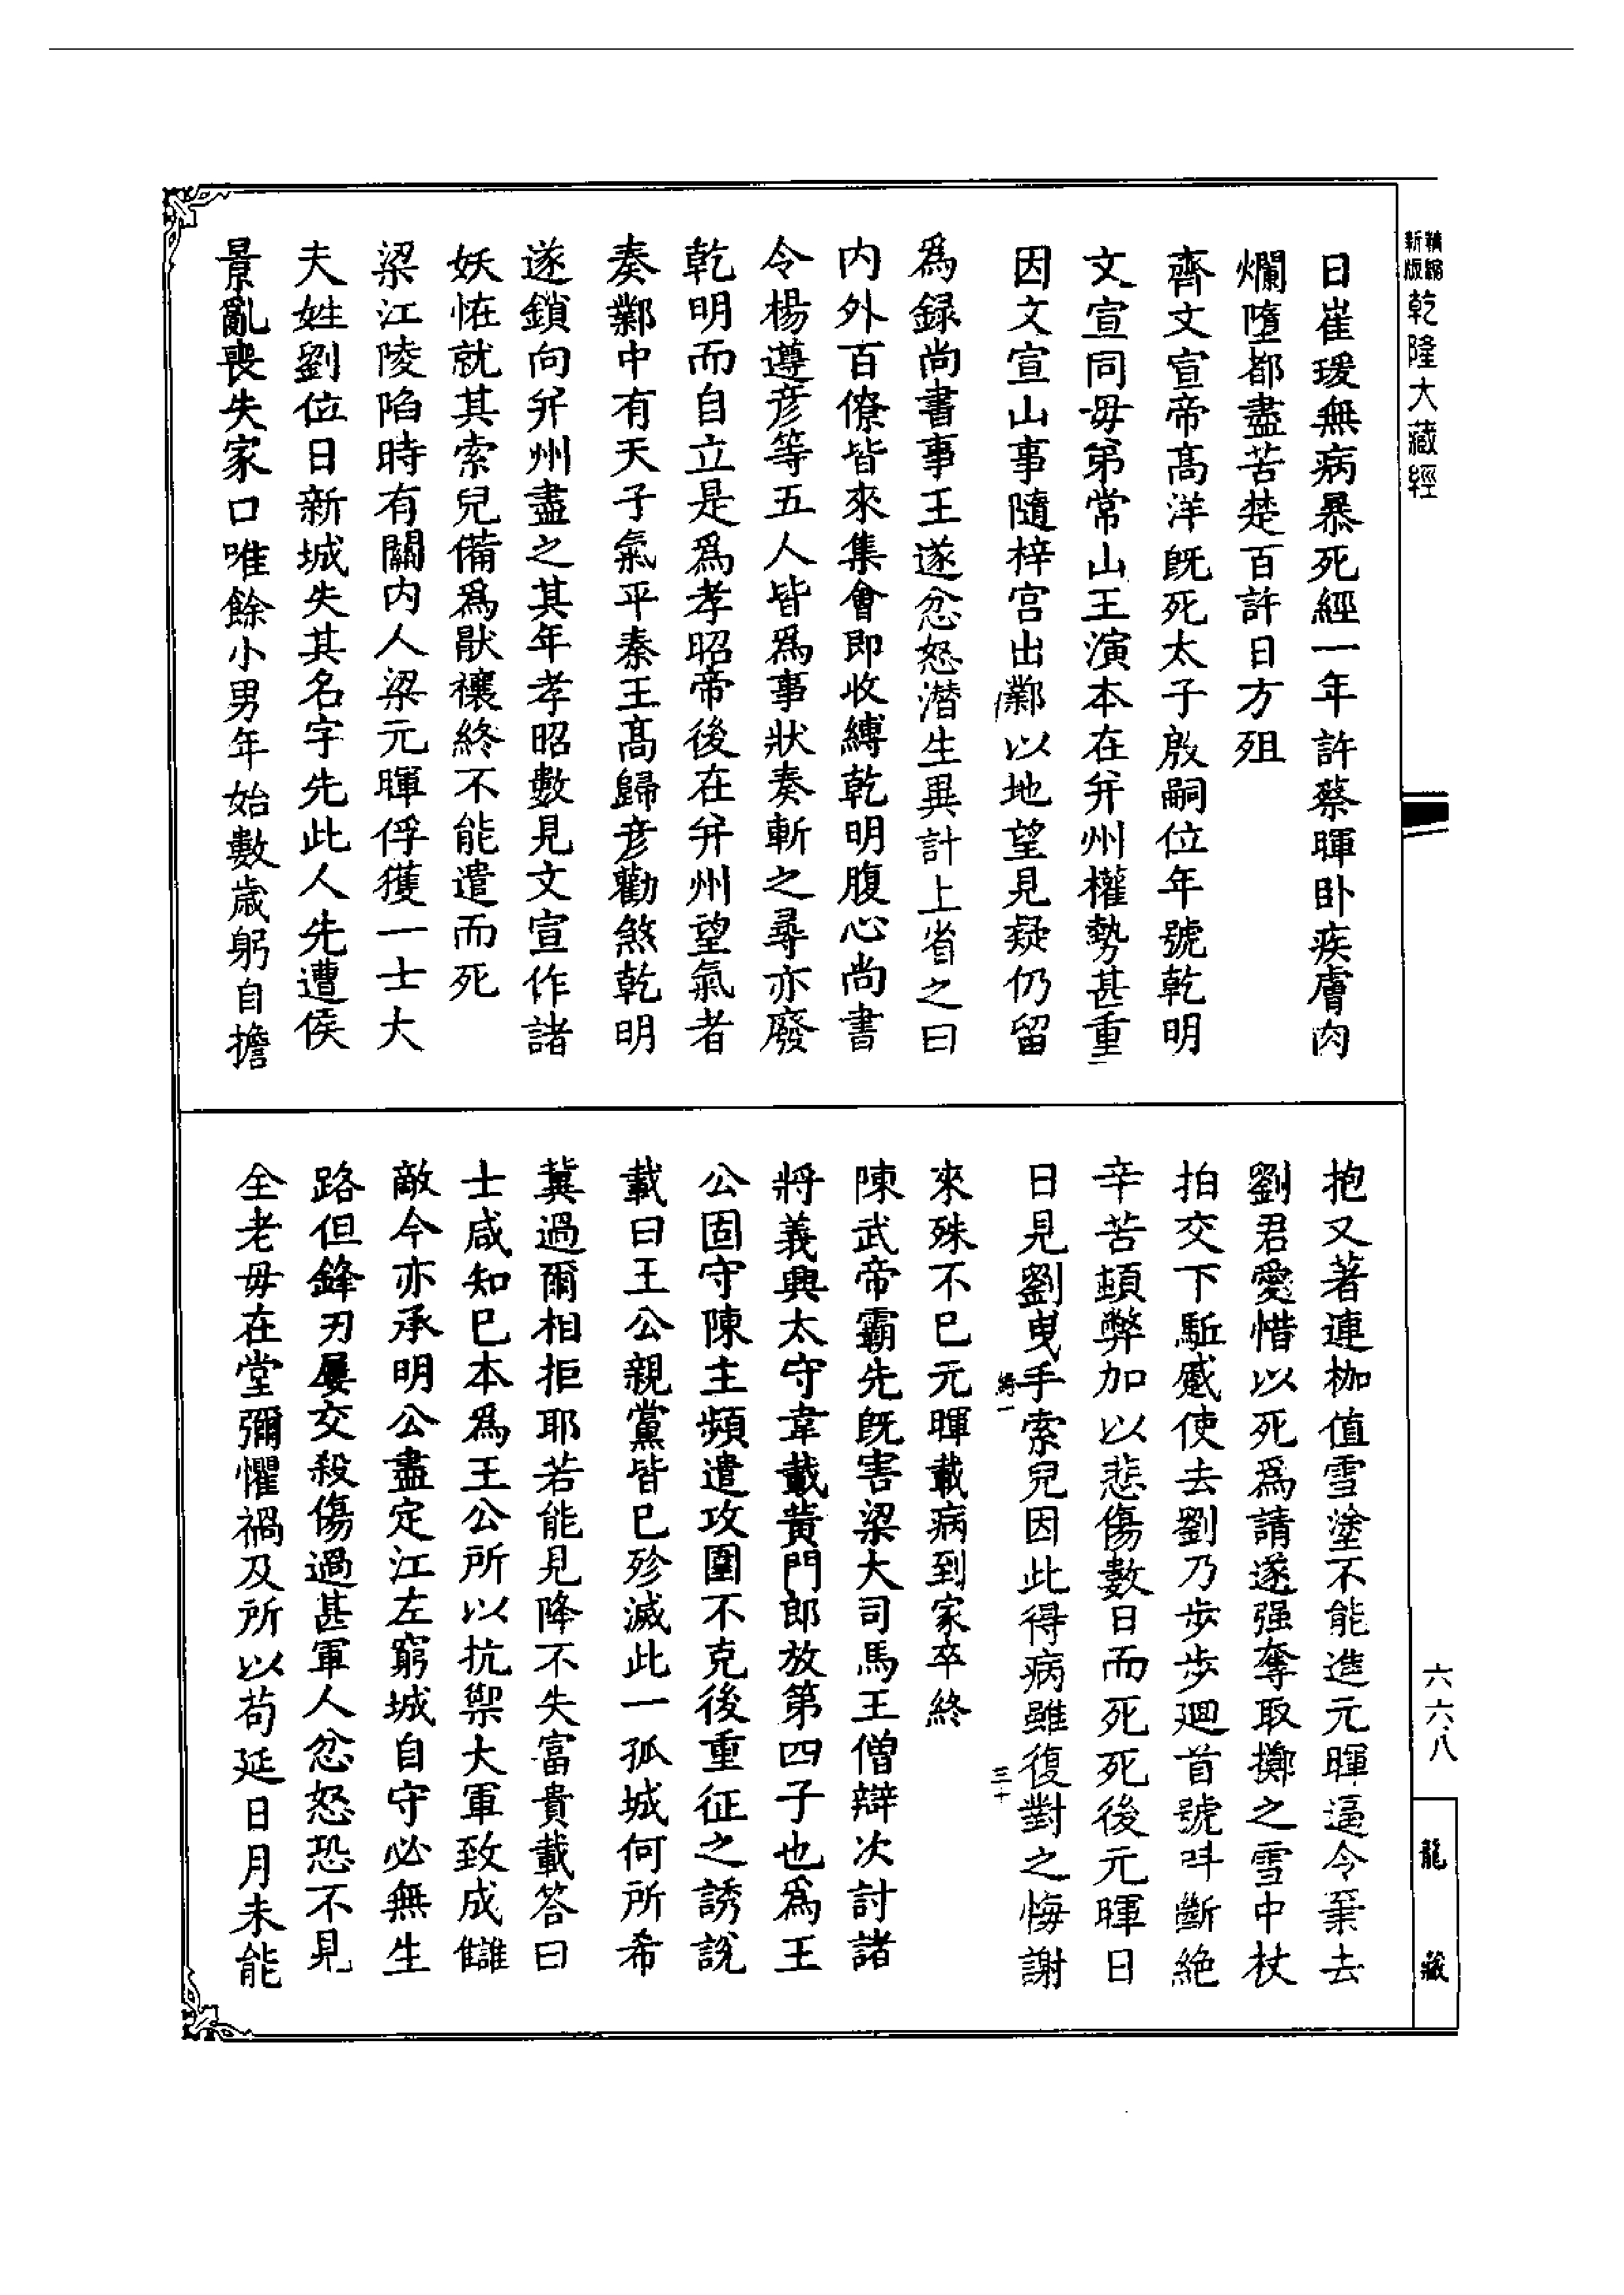 新版精縮乾隆大藏經
日崔瑗無病暴死經一年許蔡暉卧疾膚肉
爛墮都盡苦楚百許日方殂
齊文宣帝髙洋既死太子殷嗣位年號乾明
文宣同毋弟常山王演本在并州權勢甚重
因文宣山事隨梓宫出鄴以地望見疑仍留
爲録尚書事王遂忿怒潜生異計上省之曰
内外百僚皆來集會即收縛乾明腹心尚書
令楊遵彦等五人皆爲事狀奏斬之尋亦廢
乾明而自立是爲孝昭帝後在并州望氣者
奏鄴中有天子氣平秦王髙歸彦勸煞乾明
遂鎖向并州盡之其年孝昭數見文宣作諸
妖恠就其索兒備爲猒禳終不能遣而死
梁江陵陷時有關内人梁元暉俘獲一士大
夫姓劉位日新城失其名字先此人先遭侯
景亂喪失家口唯餘小男年始數歲躬自擔
抱又著連枷值雪塗不能進元暉逼令棄去
劉君愛惜以死爲請遂强奪取擲之雪中杖
拍交下駈蹙使去劉乃步步廻首號呌斷絶
辛苦頓弊加以悲傷數日而死死後元暉日
日見劉曳手索兒因此得病雖復對之悔謝
來殊不已元暉載病到家卒終
陳武帝霸先既害梁大司馬王僧辯次討諸
將義興太守韋載黄門郎放第四子也爲王
公固守陳主頻遣攻圍不克後重征之誘說
載曰王公親黨皆已殄滅此一孤城何所希
冀過爾相拒耶若能見降不失富貴載答曰
士咸知已本爲王公所以抗禦大軍致成讎
敵今亦承明公盡定江左窮城自守必無生
路但鋒刃屢交殺傷過甚軍人忿怒恐不見
全老毋在堂彌懼禍及所以苟延日月未能
三十
六六八
龍藏